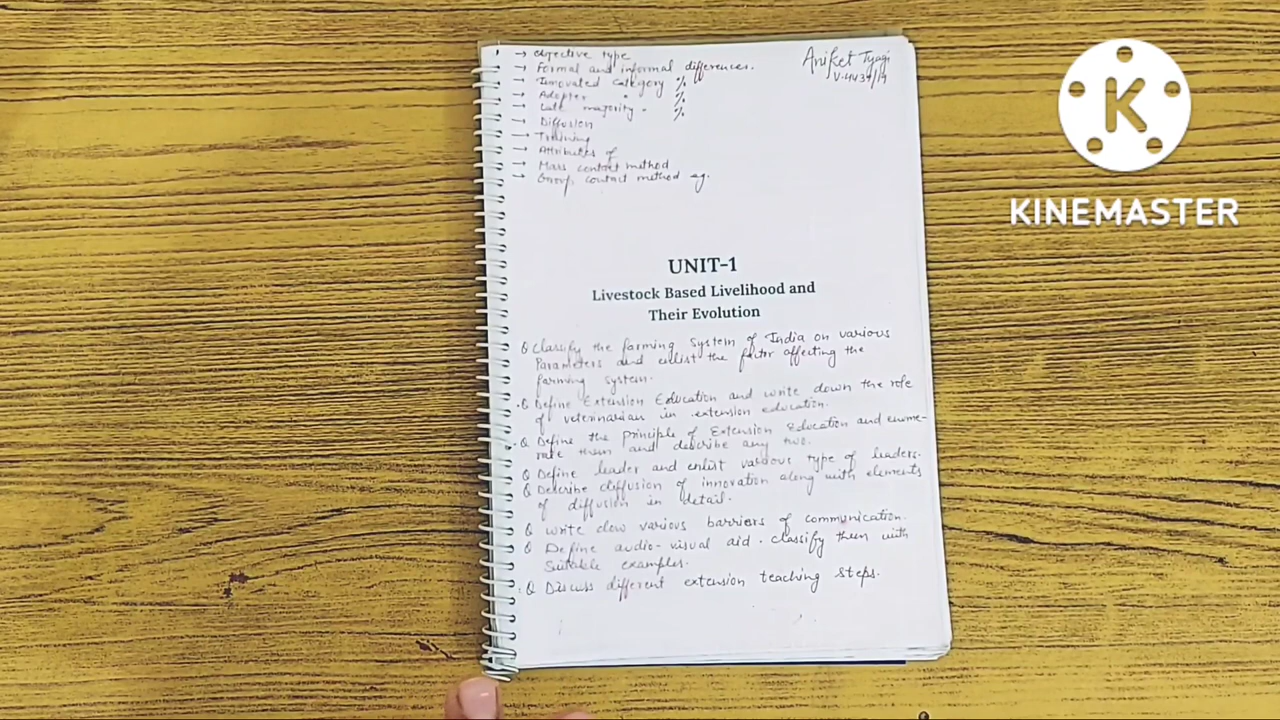 → Objective type
→ Formal and informal differences.
→ Innovated category %
→ Adopter " %
→ Late majority " %
→ Diffusion
→ Training
→ Attributes of
→ Mass contact method
→ Group contact method eg.
Aniket Tyagi
V-4439/19
UNIT-1
Livestock Based Livelihood and
Their Evolution
Q Classify the farming system of India on various
Parameters and enlist the factor affecting the
farming system.
Q Define Extension Education and write down the role
of veterinarian in extension education.
Q Define the principle of Extension Education and enume-
rate them and describe any two.
Q Define leader and enlist various type of leaders.
Q Describe diffusion of innovation along with elements
of diffusion in detail.
Q write dow various barriers of communication.
Q Define audio-visual aid. classify them with
Suitable examples.
Q Discuss different extension teaching steps.
K
KINEMASTER